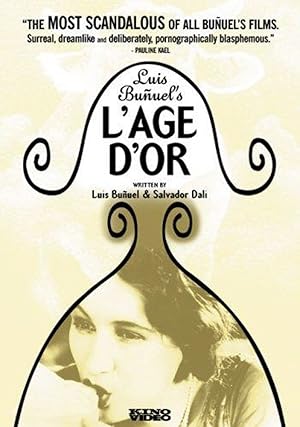 “THE MOST SCANDALOUS OF ALL BUÑUEL'S FILMS.
Surreal, dreamlike and deliberately, pornographically blasphemous.”
- PAULINE KAEL
Luis
Buñuel's
L'AGE
D'OR
WRITTEN BY
Luis Buñuel & Salvador Dali
KINO
VIDEO